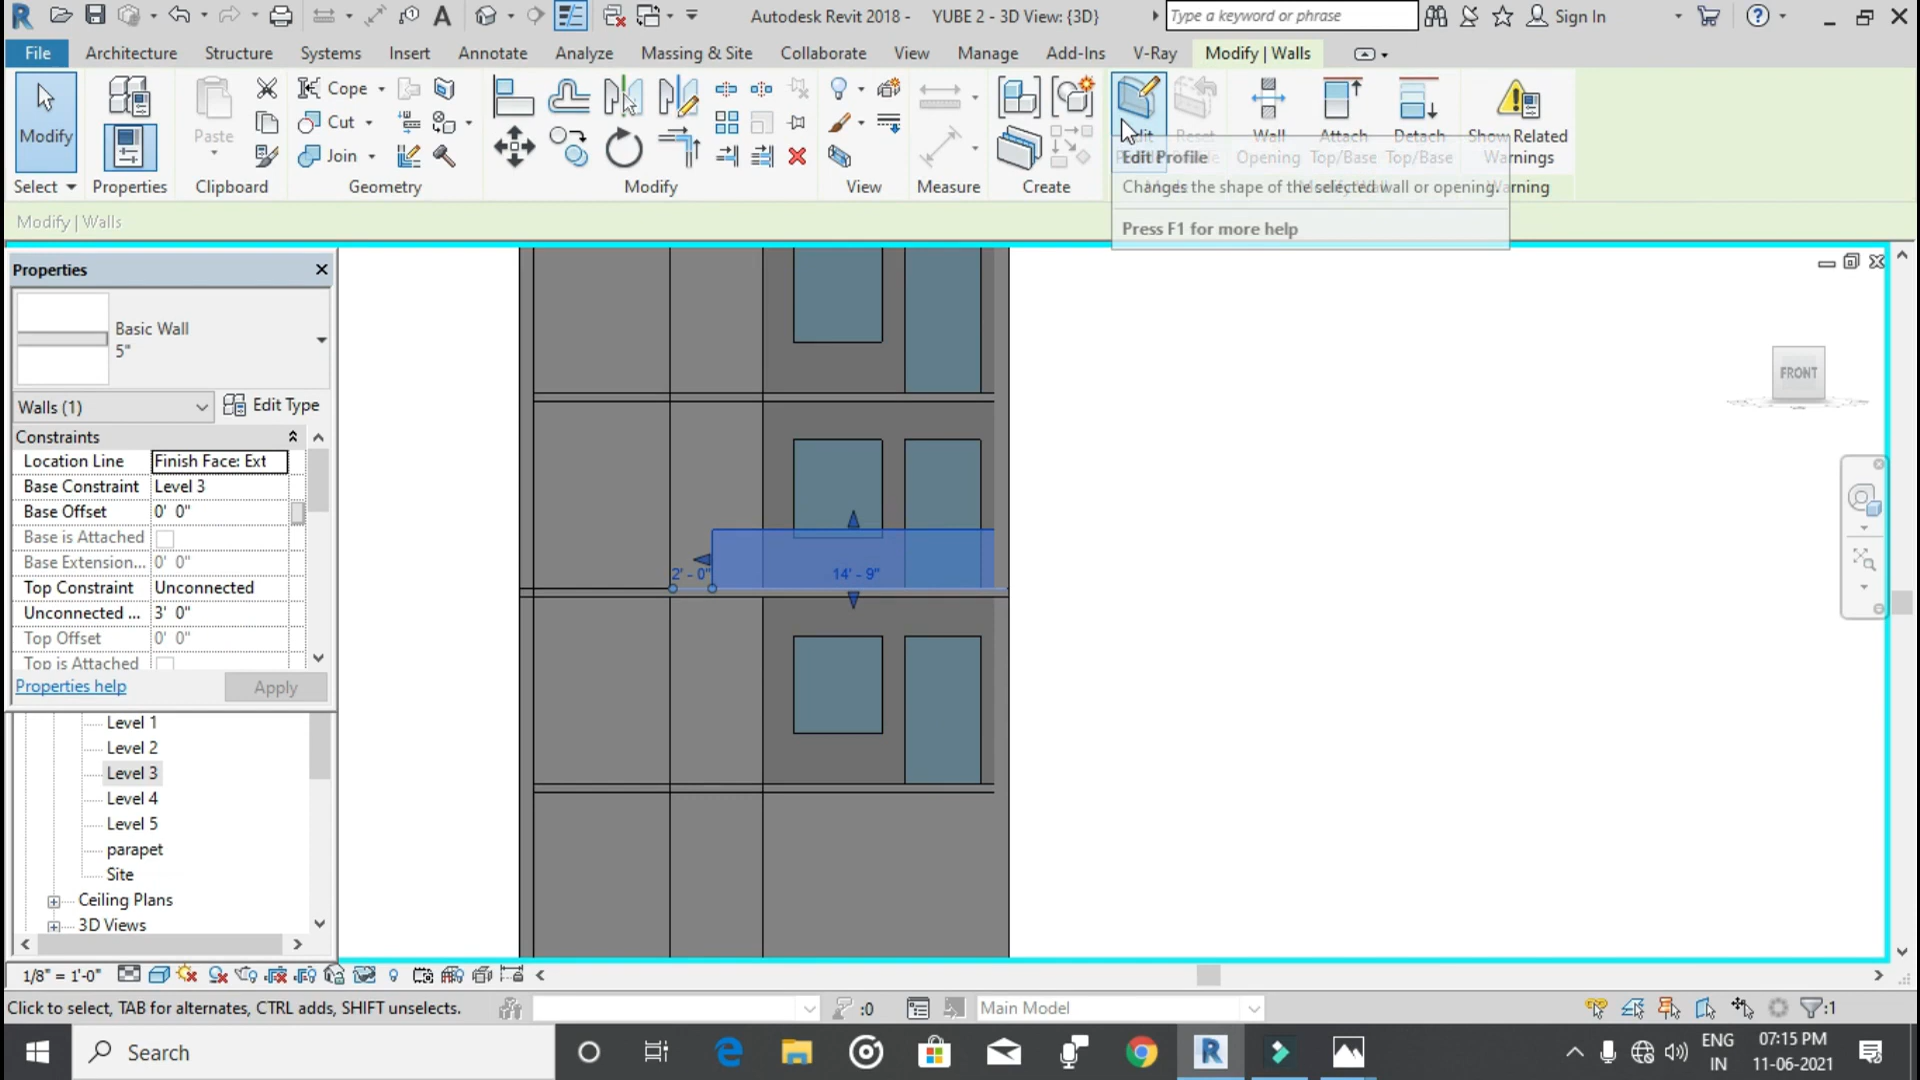 Autodesk Revit 2018 - YUBE 2 - 3D View: {3D}
Type a keyword or phrase
Sign In
File Architecture Structure Systems Insert Annotate Analyze Massing & Site Collaborate View Manage Add-Ins V-Ray Modify | Walls
Modify
Paste
Cope
Cut
Join
Wall Opening
Attach Top/Base
Detach Top/Base
Show Related Warnings
Select Properties Clipboard Geometry Modify View Measure Create
Edit Profile
Changes the shape of the selected wall or opening.
Press F1 for more help
Modify | Walls
Properties
Basic Wall
5"
Walls (1)
Edit Type
Constraints
Location Line Finish Face: Ext
Base Constraint Level 3
Base Offset 0' 0"
Base is Attached
Base Extension... 0' 0"
Top Constraint Unconnected
Unconnected ... 3' 0"
Top Offset 0' 0"
Top is Attached
Properties help
Apply
Level 1
Level 2
Level 3
Level 4
Level 5
parapet
Site
Ceiling Plans
3D Views
2' - 0"
14' - 9"
FRONT
1/8" = 1'-0"
Click to select, TAB for alternates, CTRL adds, SHIFT unselects.
:0
Main Model
:1
Search
ENG
IN
07:15 PM
11-06-2021